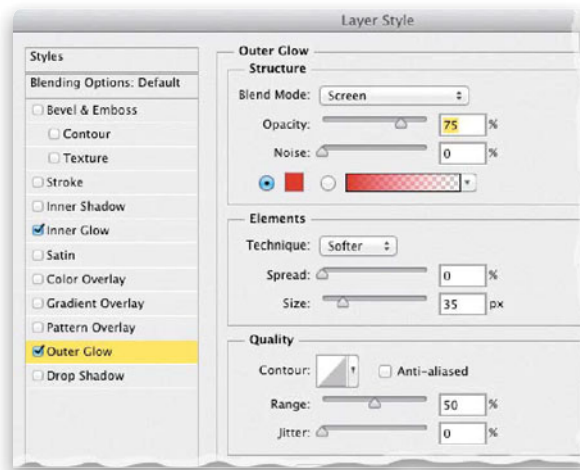 Layer Style
Styles
Blending Options: Default
Bevel & Emboss
Contour
Texture
Stroke
Inner Shadow
Inner Glow
Satin
Color Overlay
Gradient Overlay
Pattern Overlay
Outer Glow
Drop Shadow
Outer Glow
Structure
Blend Mode: Screen
Opacity: 75 %
Noise: 0 %
Elements
Technique: Softer
Spread: 0 %
Size: 35 px
Quality
Contour: Anti-aliased
Range: 50 %
Jitter: 0 %